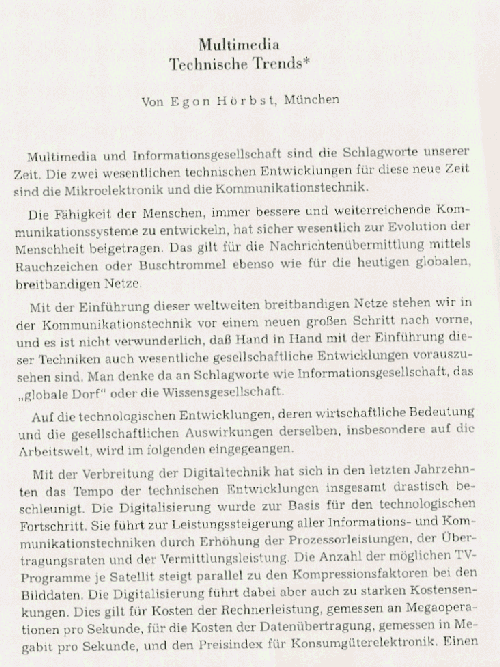 Multimedia
Technische Trends*
Von Egon Hörbst, München
Multimedia und Informationsgesellschaft sind die Schlagworte unserer
Zeit. Die zwei wesentlichen technischen Entwicklungen für diese neue Zeit
sind die Mikroelektronik und die Kommunikationstechnik.
Die Fähigkeit der Menschen, immer bessere und weiterreichende Kom-
munikationssysteme zu entwickeln, hat sicher wesentlich zur Evolution der
Menschheit beigetragen. Das gilt für die Nachrichtenübermittlung mittels
Rauchzeichen oder Buschtrommel ebenso wie für die heutigen globalen,
breitbandigen Netze.
Mit der Einführung dieser weltweiten breitbandigen Netze stehen wir in
der Kommunikationstechnik vor einem neuen großen Schritt nach vorne,
und es ist nicht verwunderlich, daß Hand in Hand mit der Einführung die-
ser Techniken auch wesentliche gesellschaftliche Entwicklungen vorauszu-
sehen sind. Man denke da an Schlagworte wie Informationsgesellschaft, das
„globale Dorf“ oder die Wissensgesellschaft.
Auf die technologischen Entwicklungen, deren wirtschaftliche Bedeutung
und die gesellschaftlichen Auswirkungen derselben, insbesondere auf die
Arbeitswelt, wird im folgenden eingegangen.
Mit der Verbreitung der Digitaltechnik hat sich in den letzten Jahrzehn-
ten das Tempo der technischen Entwicklungen insgesamt drastisch be-
schleunigt. Die Digitalisierung wurde zur Basis für den technologischen
Fortschritt. Sie führt zur Leistungssteigerung aller Informations- und Kom-
munikationstechniken durch Erhöhung der Prozessorleistungen, der Über-
tragungsraten und der Vermittlungsleistung. Die Anzahl der möglichen TV-
Programme je Satellit steigt parallel zu den Kompressionsfaktoren bei den
Bilddaten. Die Digitalisierung führt dabei aber auch zu starken Kostensen-
kungen. Dies gilt für Kosten der Rechnerleistung, gemessen an Megaopera-
tionen pro Sekunde, für die Kosten der Datenübertragung, gemessen in Me-
gabit pro Sekunde, und den Preisindex für Konsumgüterelektronik. Einen